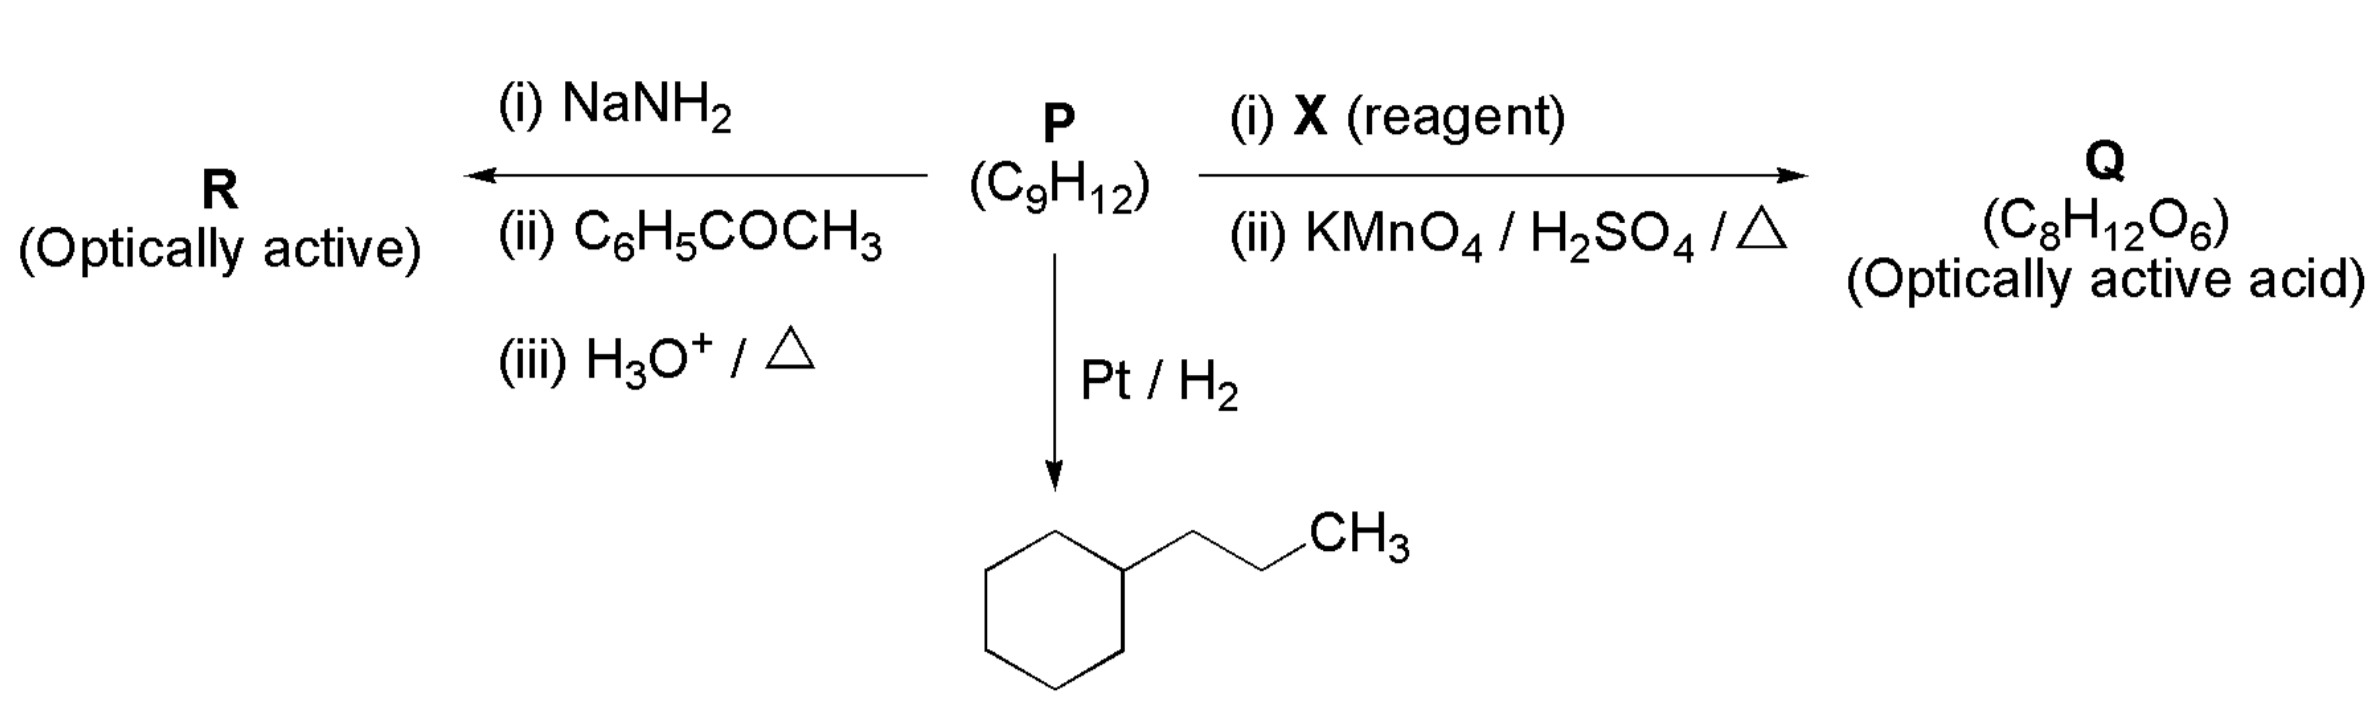 R
(Optically active)
(i) NaNH₂
(ii) C₆H₅COCH₃
(iii) H₃O⁺ / △
P
(C₉H₁₂)
(i) X (reagent)
(ii) KMnO₄ / H₂SO₄ / △
Q
(C₈H₁₂O₆)
(Optically active acid)
Pt / H₂
CH₃